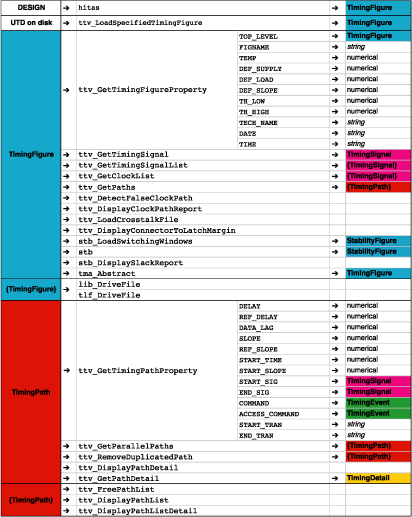 DESIGN → hitas → TimingFigure
UTD on disk → ttv_LoadSpecifiedTimingFigure → TimingFigure
TimingFigure → ttv_GetTimingFigureProperty TOP_LEVEL → TimingFigure
FIGNAME → string
TEMP → numerical
DEF_SUPPLY → numerical
DEF_LOAD → numerical
DEF_SLOPE → numerical
TH_LOW → numerical
TH_HIGH → numerical
TECH_NAME → string
DATE → string
TIME → string
→ ttv_GetTimingSignal → TimingSignal
→ ttv_GetTimingSignalList → {TimingSignal}
→ ttv_GetClockList → {TimingSignal}
→ ttv_GetPaths → {TimingPath}
→ ttv_DetectFalseClockPath
→ ttv_DisplayClockPathReport
→ ttv_LoadCrosstalkFile
→ ttv_DisplayConnectorToLatchMargin
→ stb_LoadSwitchingWindows → StabilityFigure
→ stb → StabilityFigure
→ stb_DisplaySlackReport
→ tma_Abstract → TimingFigure
{TimingFigure} → lib_DriveFile
tlf_DriveFile
TimingPath → ttv_GetTimingPathProperty DELAY → numerical
REF_DELAY → numerical
DATA_LAG → numerical
SLOPE → numerical
REF_SLOPE → numerical
START_TIME → numerical
START_SLOPE → numerical
START_SIG → TimingSignal
END_SIG → TimingSignal
COMMAND → TimingEvent
ACCESS_COMMAND → TimingEvent
START_TRAN → string
END_TRAN → string
→ ttv_GetParallelPaths → {TimingPath}
→ ttv_RemoveDuplicatedPath → {TimingPath}
→ ttv_DisplayPathDetail
→ ttv_GetPathDetail → TimingDetail
{TimingPath} → ttv_FreePathList
→ ttv_DisplayPathList
→ ttv_DisplayPathListDetail